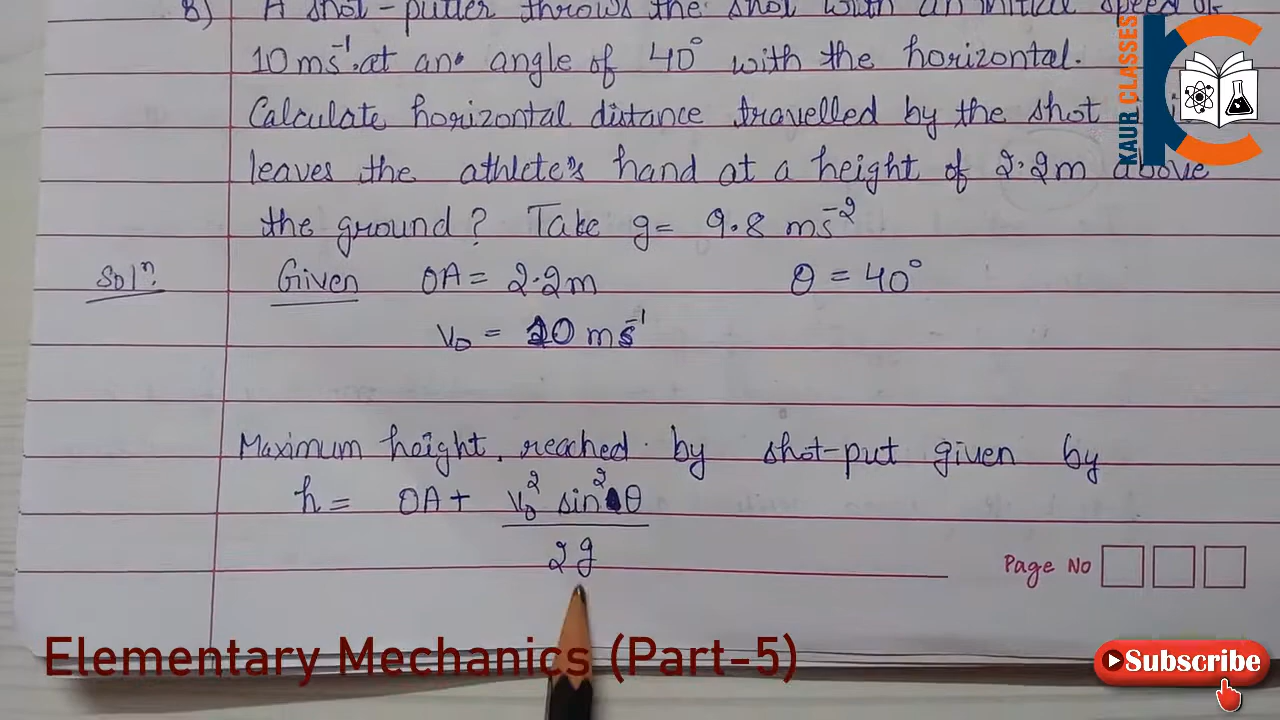 8) A shot-putter throws the shot with an initial speed of
10 ms⁻¹ at an angle of 40° with the horizontal.
Calculate horizontal distance travelled by the shot
leaves the athlete's hand at a height of 2.2m above
the ground? Take g = 9.8 ms⁻²
Solⁿ. Given OA = 2.2m θ = 40°
v₀ = 10 ms⁻¹
Maximum height reached by shot-put given by
h = OA + v₀² sin² θ
2g
Page No
KAUR CLASSES
Elementary Mechanics (Part-5)
Subscribe